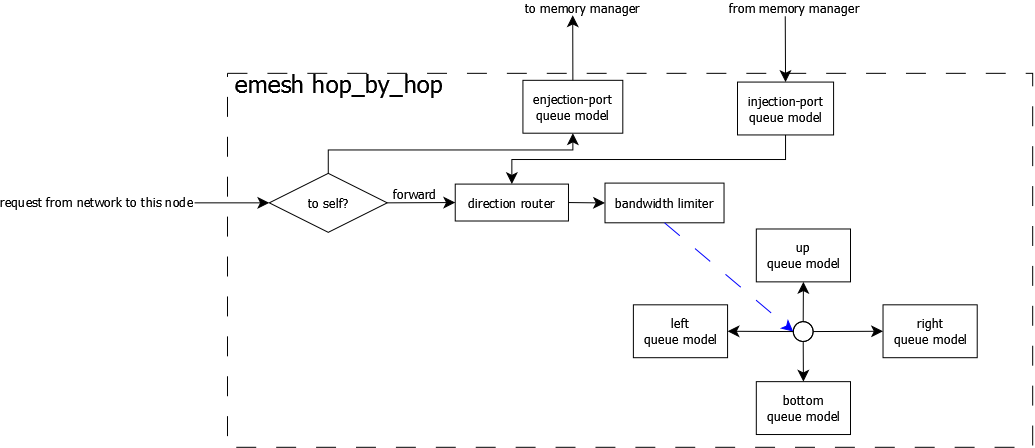 to memory manager
from memory manager
emesh hop_by_hop
enjection-port
queue model
injection-port
queue model
request from network to this node
to self?
forward
direction router
bandwidth limiter
up
queue model
left
queue model
right
queue model
bottom
queue model